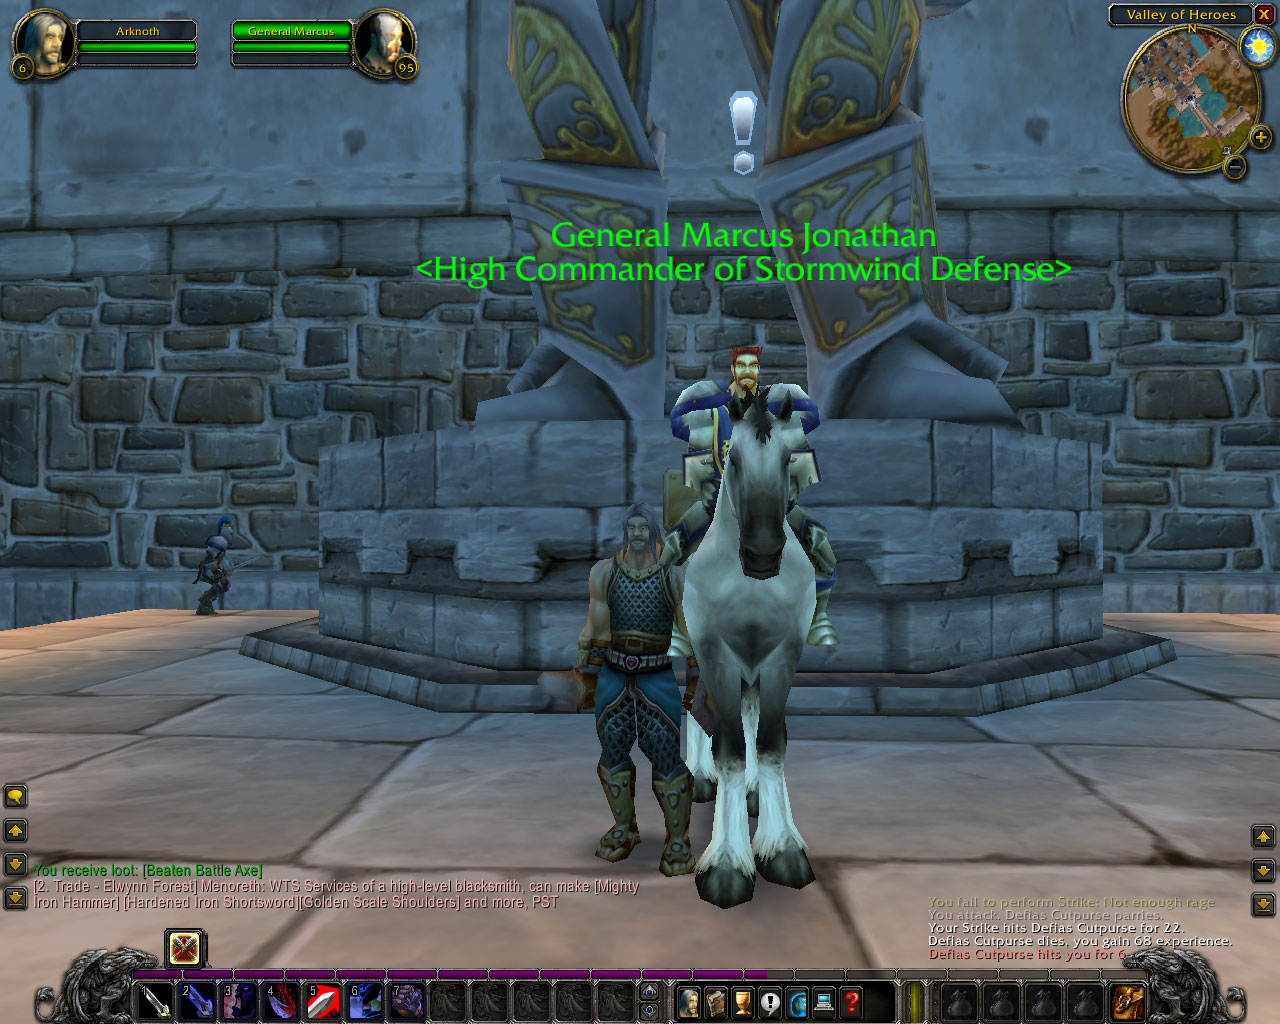 Arknoth
6
General Marcus
95
Valley of Heroes
N
General Marcus Jonathan
<High Commander of Stormwind Defense>
You receive loot: [Beaten Battle Axe]
[2. Trade - Elwynn Forest] Menoreth: WTS Services of a high-level blacksmith, can make [Mighty
Iron Hammer] [Hardened Iron Shortsword][Golden Scale Shoulders] and more, PST
You fail to perform Strike: Not enough rage
You attack. Defias Cutpurse parries.
Your Strike hits Defias Cutpurse for 22.
Defias Cutpurse dies, you gain 68 experience.
Defias Cutpurse hits you for 6
2 3 4 5 6 7